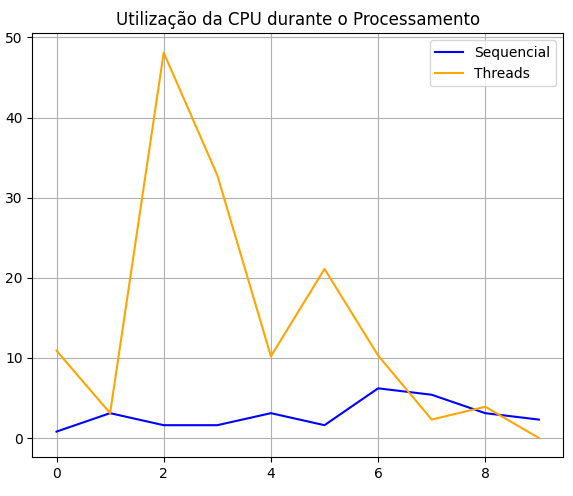 Utilização da CPU durante o Processamento
Sequencial
Threads
50
40
30
20
10
0
0 2 4 6 8